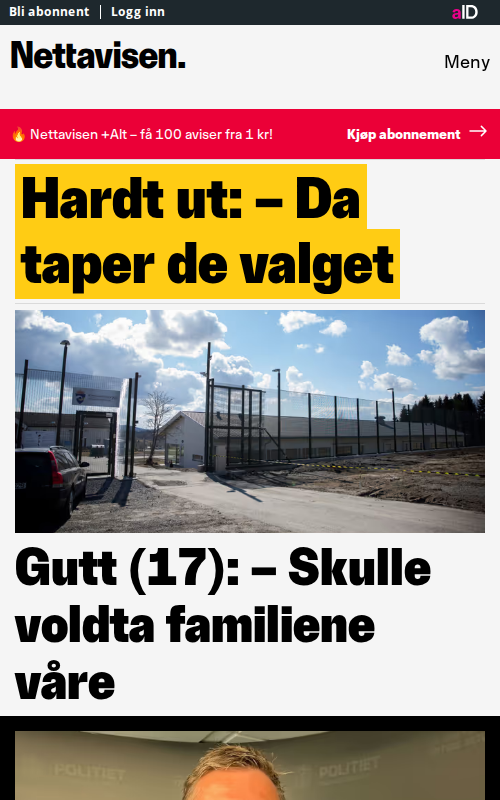 Bli abonnent | Logg inn
aID
Nettavisen.
Meny
🔥 Nettavisen +Alt – få 100 aviser fra 1 kr!
Kjøp abonnement →
Hardt ut: – Da
taper de valget
Gutt (17): – Skulle
voldta familiene
våre
POLITIET
POLITIET